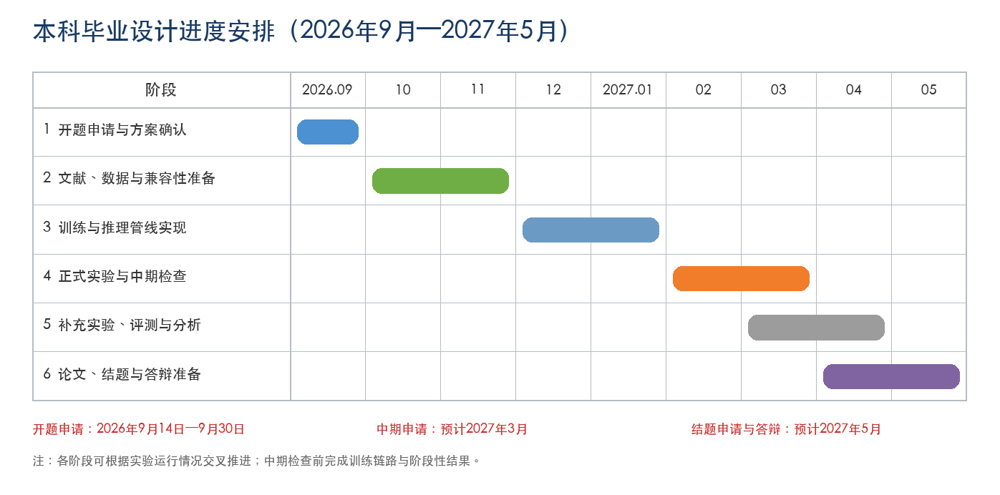 本科毕业设计进度安排（2026年9月—2027年5月）
阶段 2026.09 10 11 12 2027.01 02 03 04 05
1 开题申请与方案确认
2 文献、数据与兼容性准备
3 训练与推理管线实现
4 正式实验与中期检查
5 补充实验、评测与分析
6 论文、结题与答辩准备
开题申请：2026年9月14日—9月30日 中期申请：预计2027年3月 结题申请与答辩：预计2027年5月
注：各阶段可根据实验运行情况交叉推进；中期检查前完成训练链路与阶段性结果。